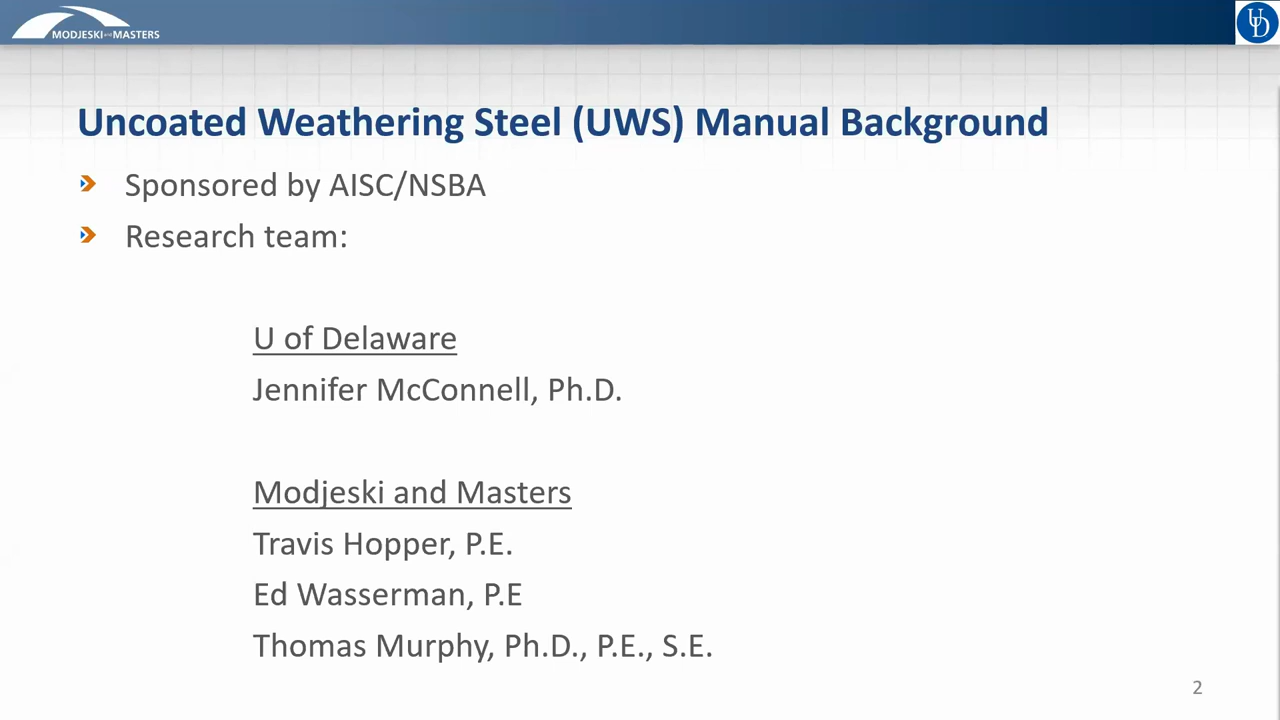 MODJESKI and MASTERS
UD
Uncoated Weathering Steel (UWS) Manual Background
Sponsored by AISC/NSBA
Research team:
U of Delaware
Jennifer McConnell, Ph.D.
Modjeski and Masters
Travis Hopper, P.E.
Ed Wasserman, P.E
Thomas Murphy, Ph.D., P.E., S.E.
2